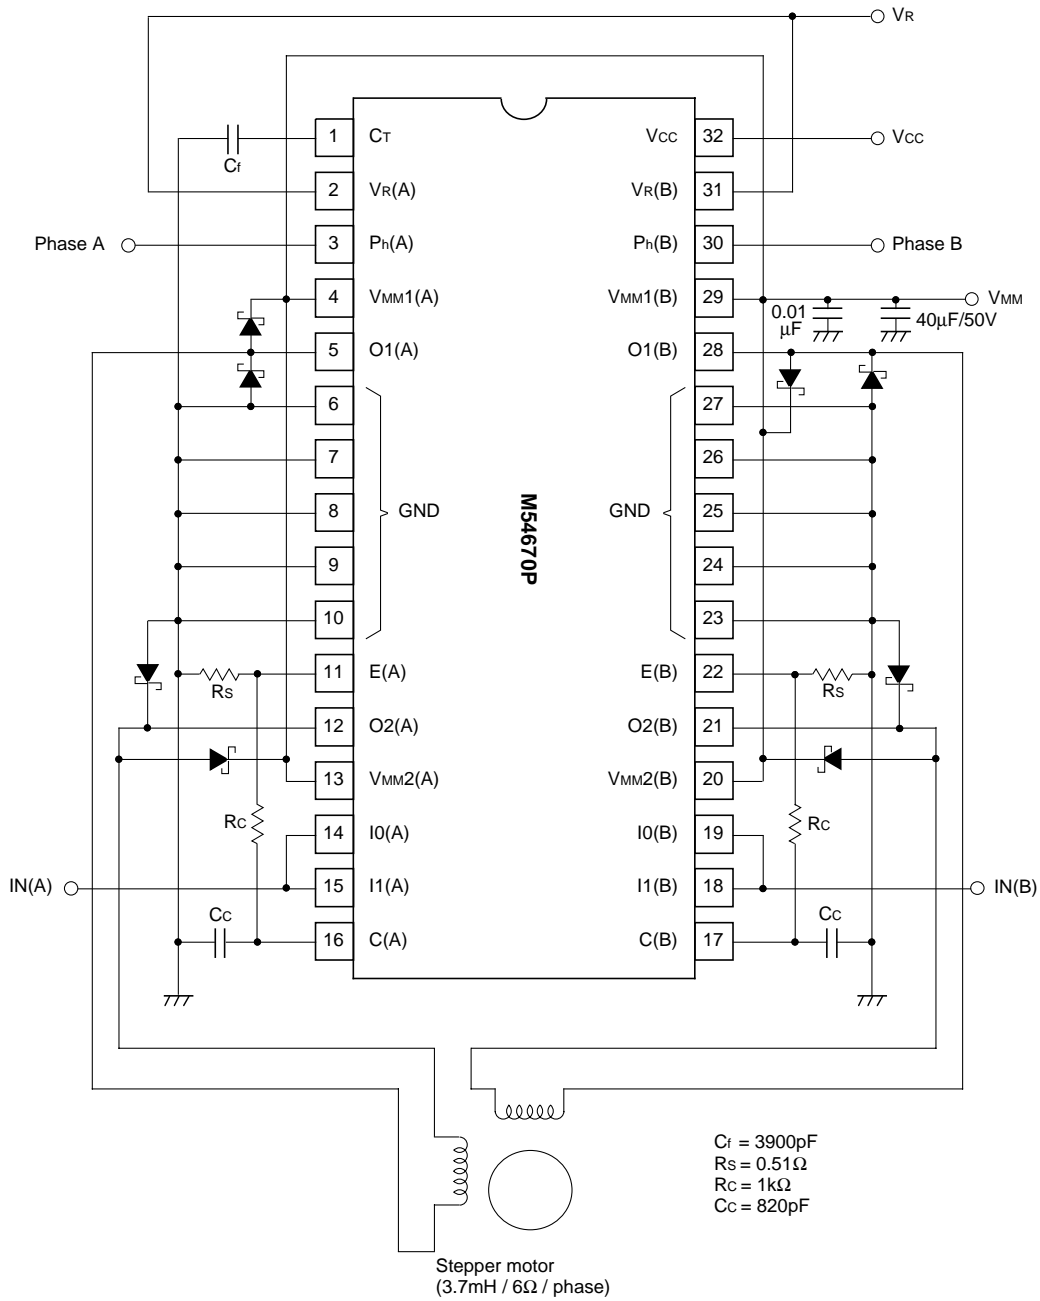 VR
1 CT VCC 32 VCC
Cf
2 VR(A) VR(B) 31
Phase A 3 Ph(A) Ph(B) 30 Phase B
4 VMM1(A) VMM1(B) 29 VMM
0.01 µF 40µF/50V
5 O1(A) O1(B) 28
6 27
7 26
8 GND GND 25
M54670P
9 24
10 23
11 E(A) E(B) 22
RS RS
12 O2(A) O2(B) 21
13 VMM2(A) VMM2(B) 20
RC RC
14 I0(A) I0(B) 19
IN(A) 15 I1(A) I1(B) 18 IN(B)
CC CC
16 C(A) C(B) 17
Cf = 3900pF
RS = 0.51Ω
RC = 1kΩ
CC = 820pF
Stepper motor
(3.7mH / 6Ω / phase)